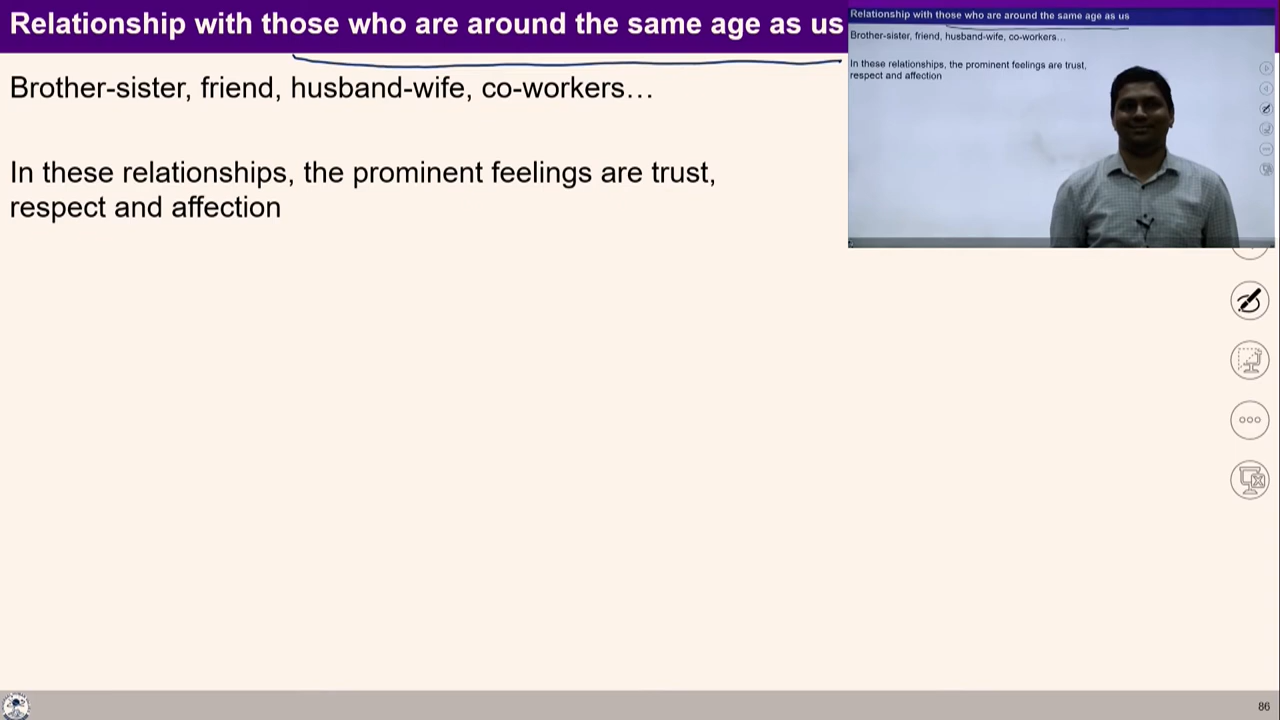 Relationship with those who are around the same age as us
Brother-sister, friend, husband-wife, co-workers…
In these relationships, the prominent feelings are trust,
respect and affection
Relationship with those who are around the same age as us
Brother-sister, friend, husband-wife, co-workers…
In these relationships, the prominent feelings are trust,
respect and affection
86